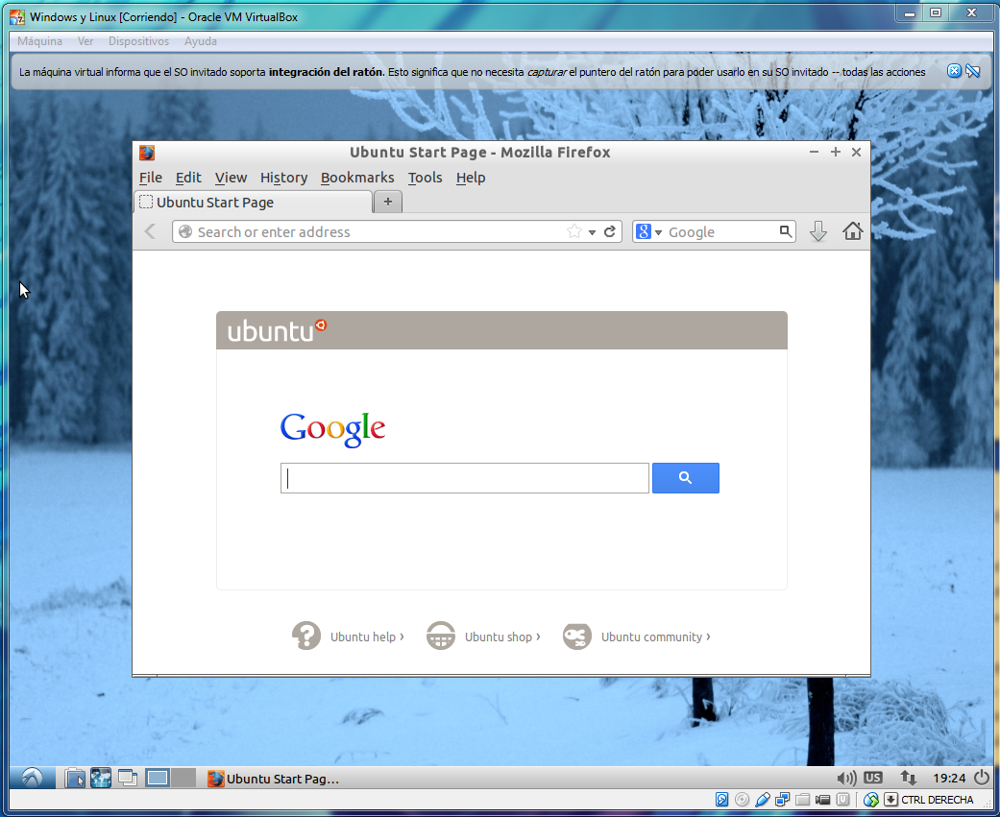 Windows y Linux [Corriendo] - Oracle VM VirtualBox
Máquina Ver Dispositivos Ayuda
La máquina virtual informa que el SO invitado soporta integración del ratón. Esto significa que no necesita capturar el puntero del ratón para poder usarlo en su SO invitado -- todas las acciones
Ubuntu Start Page - Mozilla Firefox
File Edit View History Bookmarks Tools Help
Ubuntu Start Page +
Search or enter address 8 Google
ubuntu
Google
Ubuntu help › Ubuntu shop › Ubuntu community ›
Ubuntu Start Pag... US 19:24
CTRL DERECHA